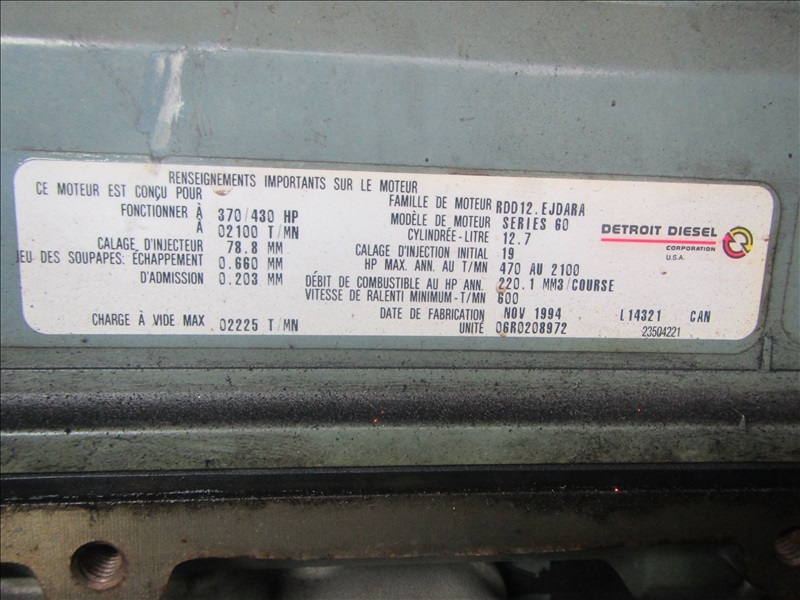 RENSEIGNEMENTS IMPORTANTS SUR LE MOTEUR
CE MOTEUR EST CONÇU POUR
FONCTIONNER À 370/430 HP
À 02100 T/MN
CALAGE D'INJECTEUR 78.8 MM
JEU DES SOUPAPES: ÉCHAPPEMENT 0.660 MM
D'ADMISSION 0.203 MM
CHARGE À VIDE MAX 02225 T/MN
FAMILLE DE MOTEUR RDD12.EJDARA
MODÈLE DE MOTEUR SERIES 60
CYLINDRÉE-LITRE 12.7
CALAGE D'INJECTION INITIAL 19
HP MAX. ANN. AU T/MN 470 AU 2100
DÉBIT DE COMBUSTIBLE AU HP ANN. 220.1 MM3/COURSE
VITESSE DE RALENTI MINIMUM-T/MN 600
DATE DE FABRICATION NOV 1994
UNITÉ 06R0208972
DETROIT DIESEL
CORPORATION
U.S.A.
L14321 CAN
23504221